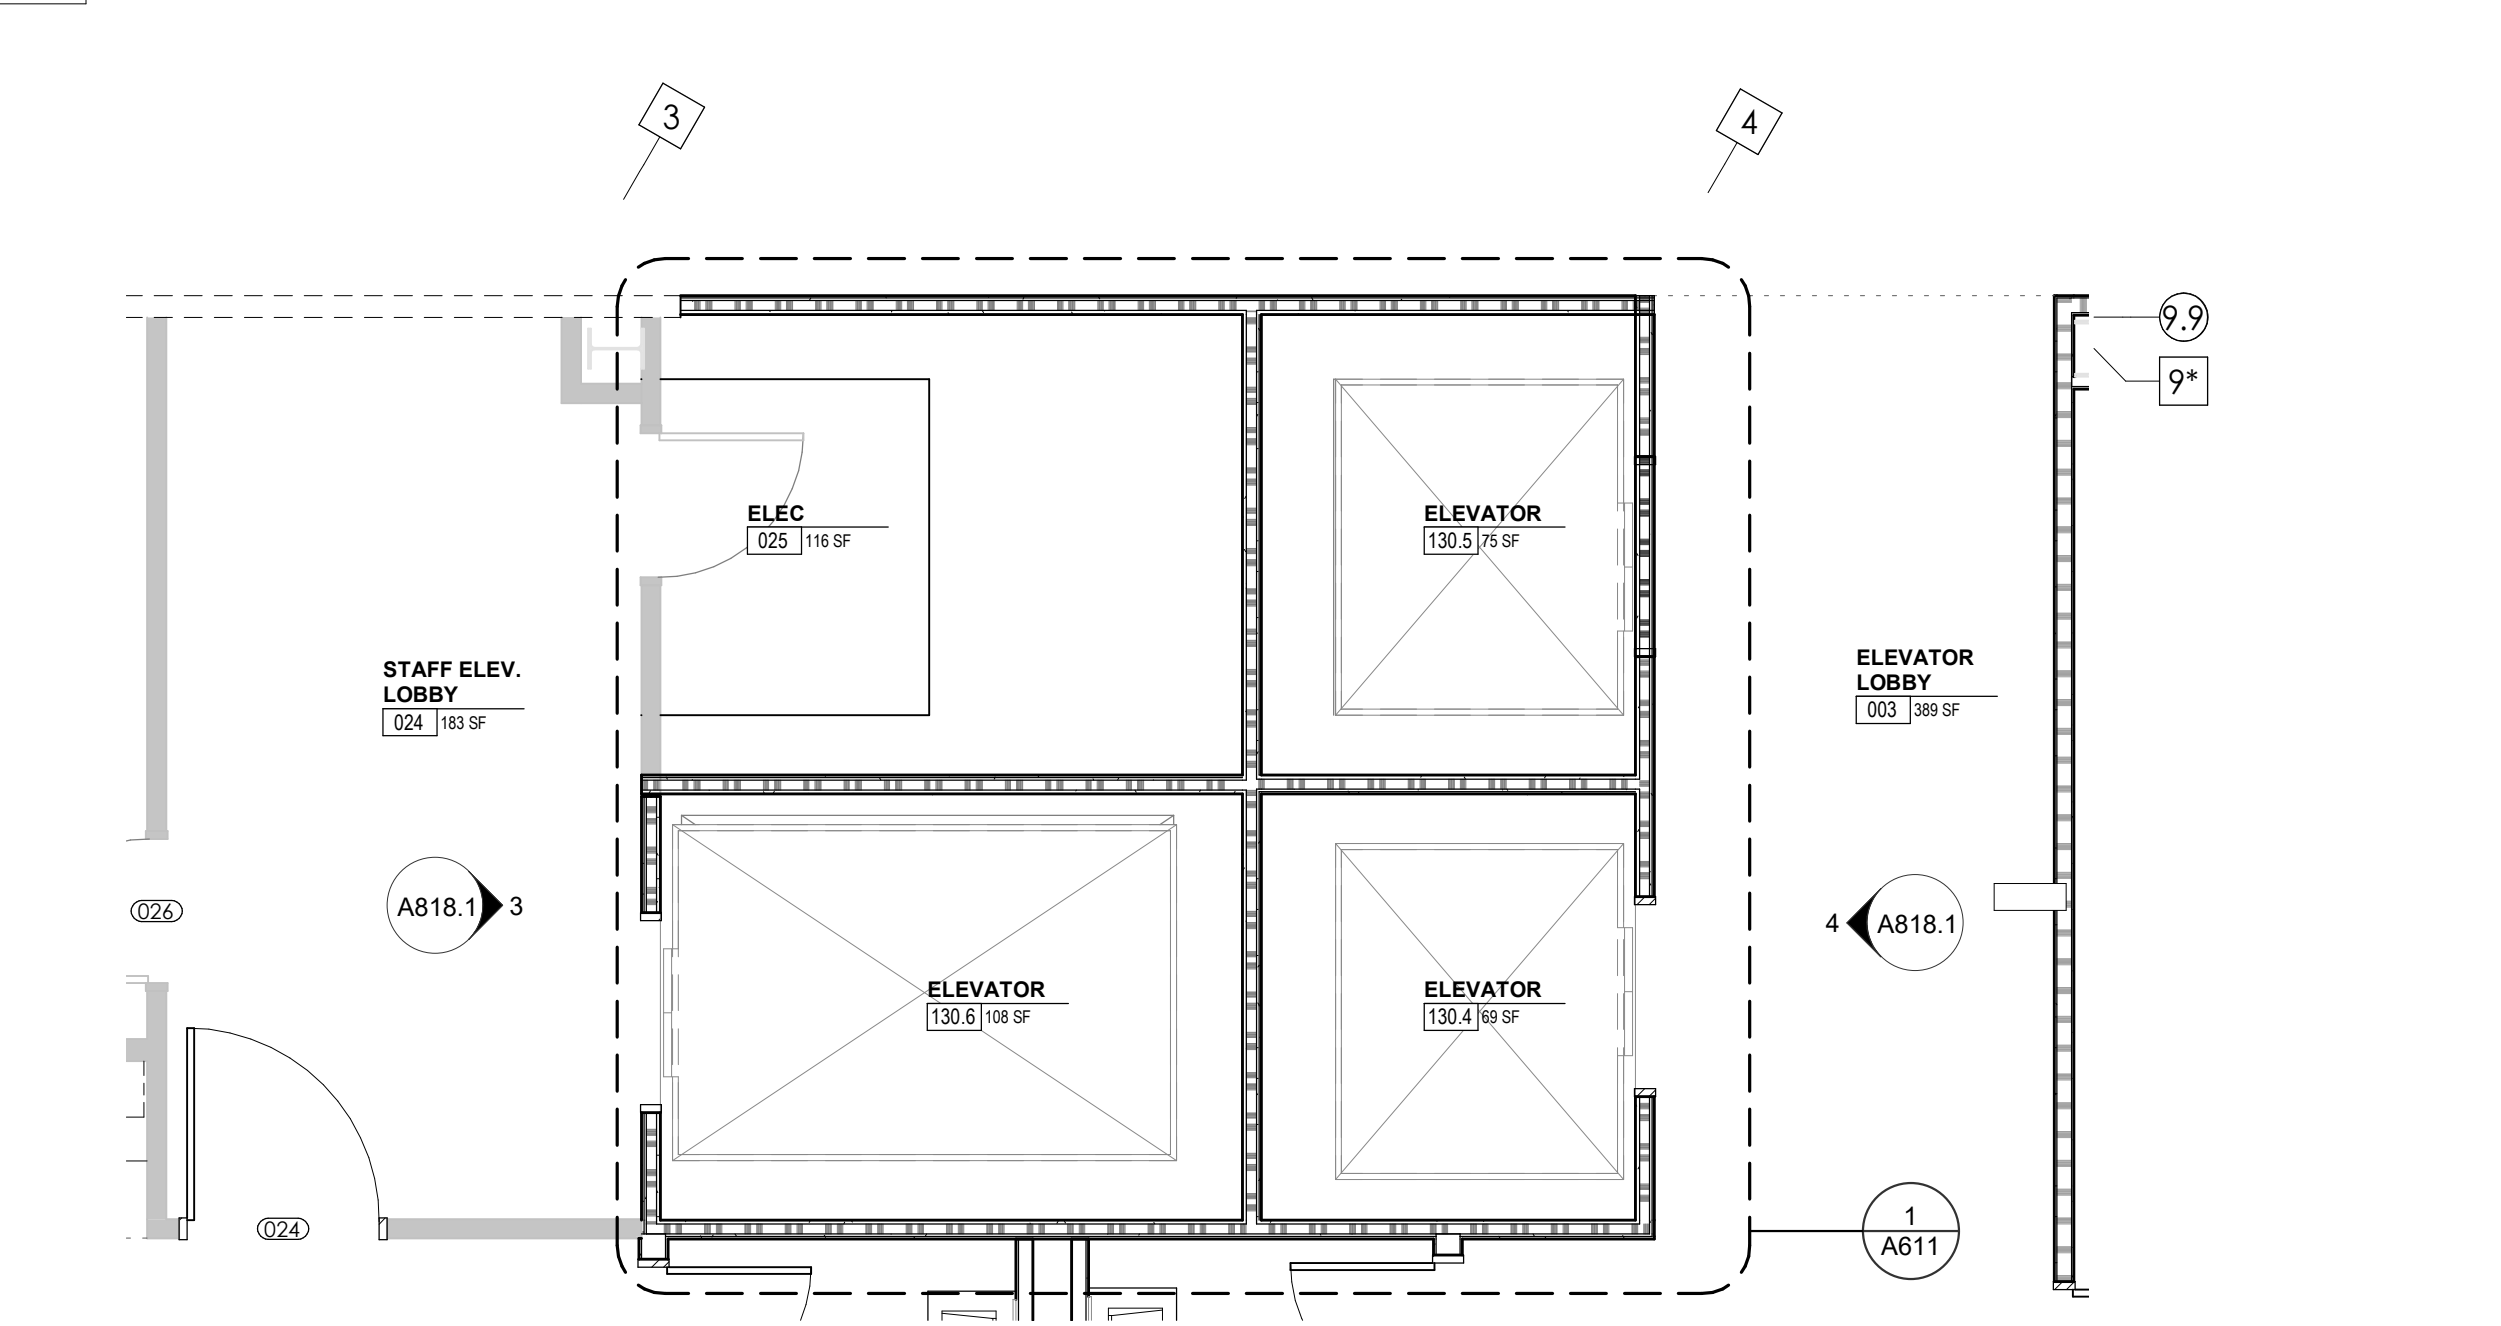 3
4
9.9
9*
ELEC
025 116 SF
ELEVATOR
130.5 75 SF
STAFF ELEV.
LOBBY
024 183 SF
ELEVATOR
LOBBY
003 389 SF
026
A818.1 3
4 A818.1
ELEVATOR
130.6 108 SF
ELEVATOR
130.4 69 SF
024
1
A611